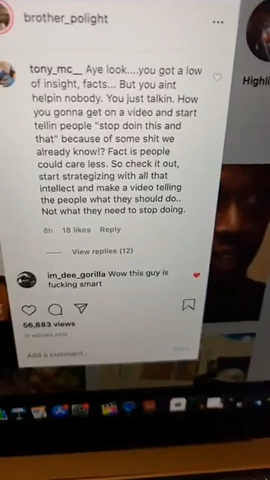 brother_polight
tony_mc__ Aye look....you got a low
of insight, facts... But you aint
helpin nobody. You just talkin. How
you gonna get on a video and start
tellin people "stop doin this and
that" because of some shit we
already know!? Fact is people
could care less. So check it out,
start strategizing with all that
intellect and make a video telling
the people what they should do..
Not what they need to stop doing.
8h 18 likes Reply
View replies (12)
im_dee_gorilla Wow this guy is
fucking smart
56,883 views
11 HOURS AGO
Add a comment...
Highli